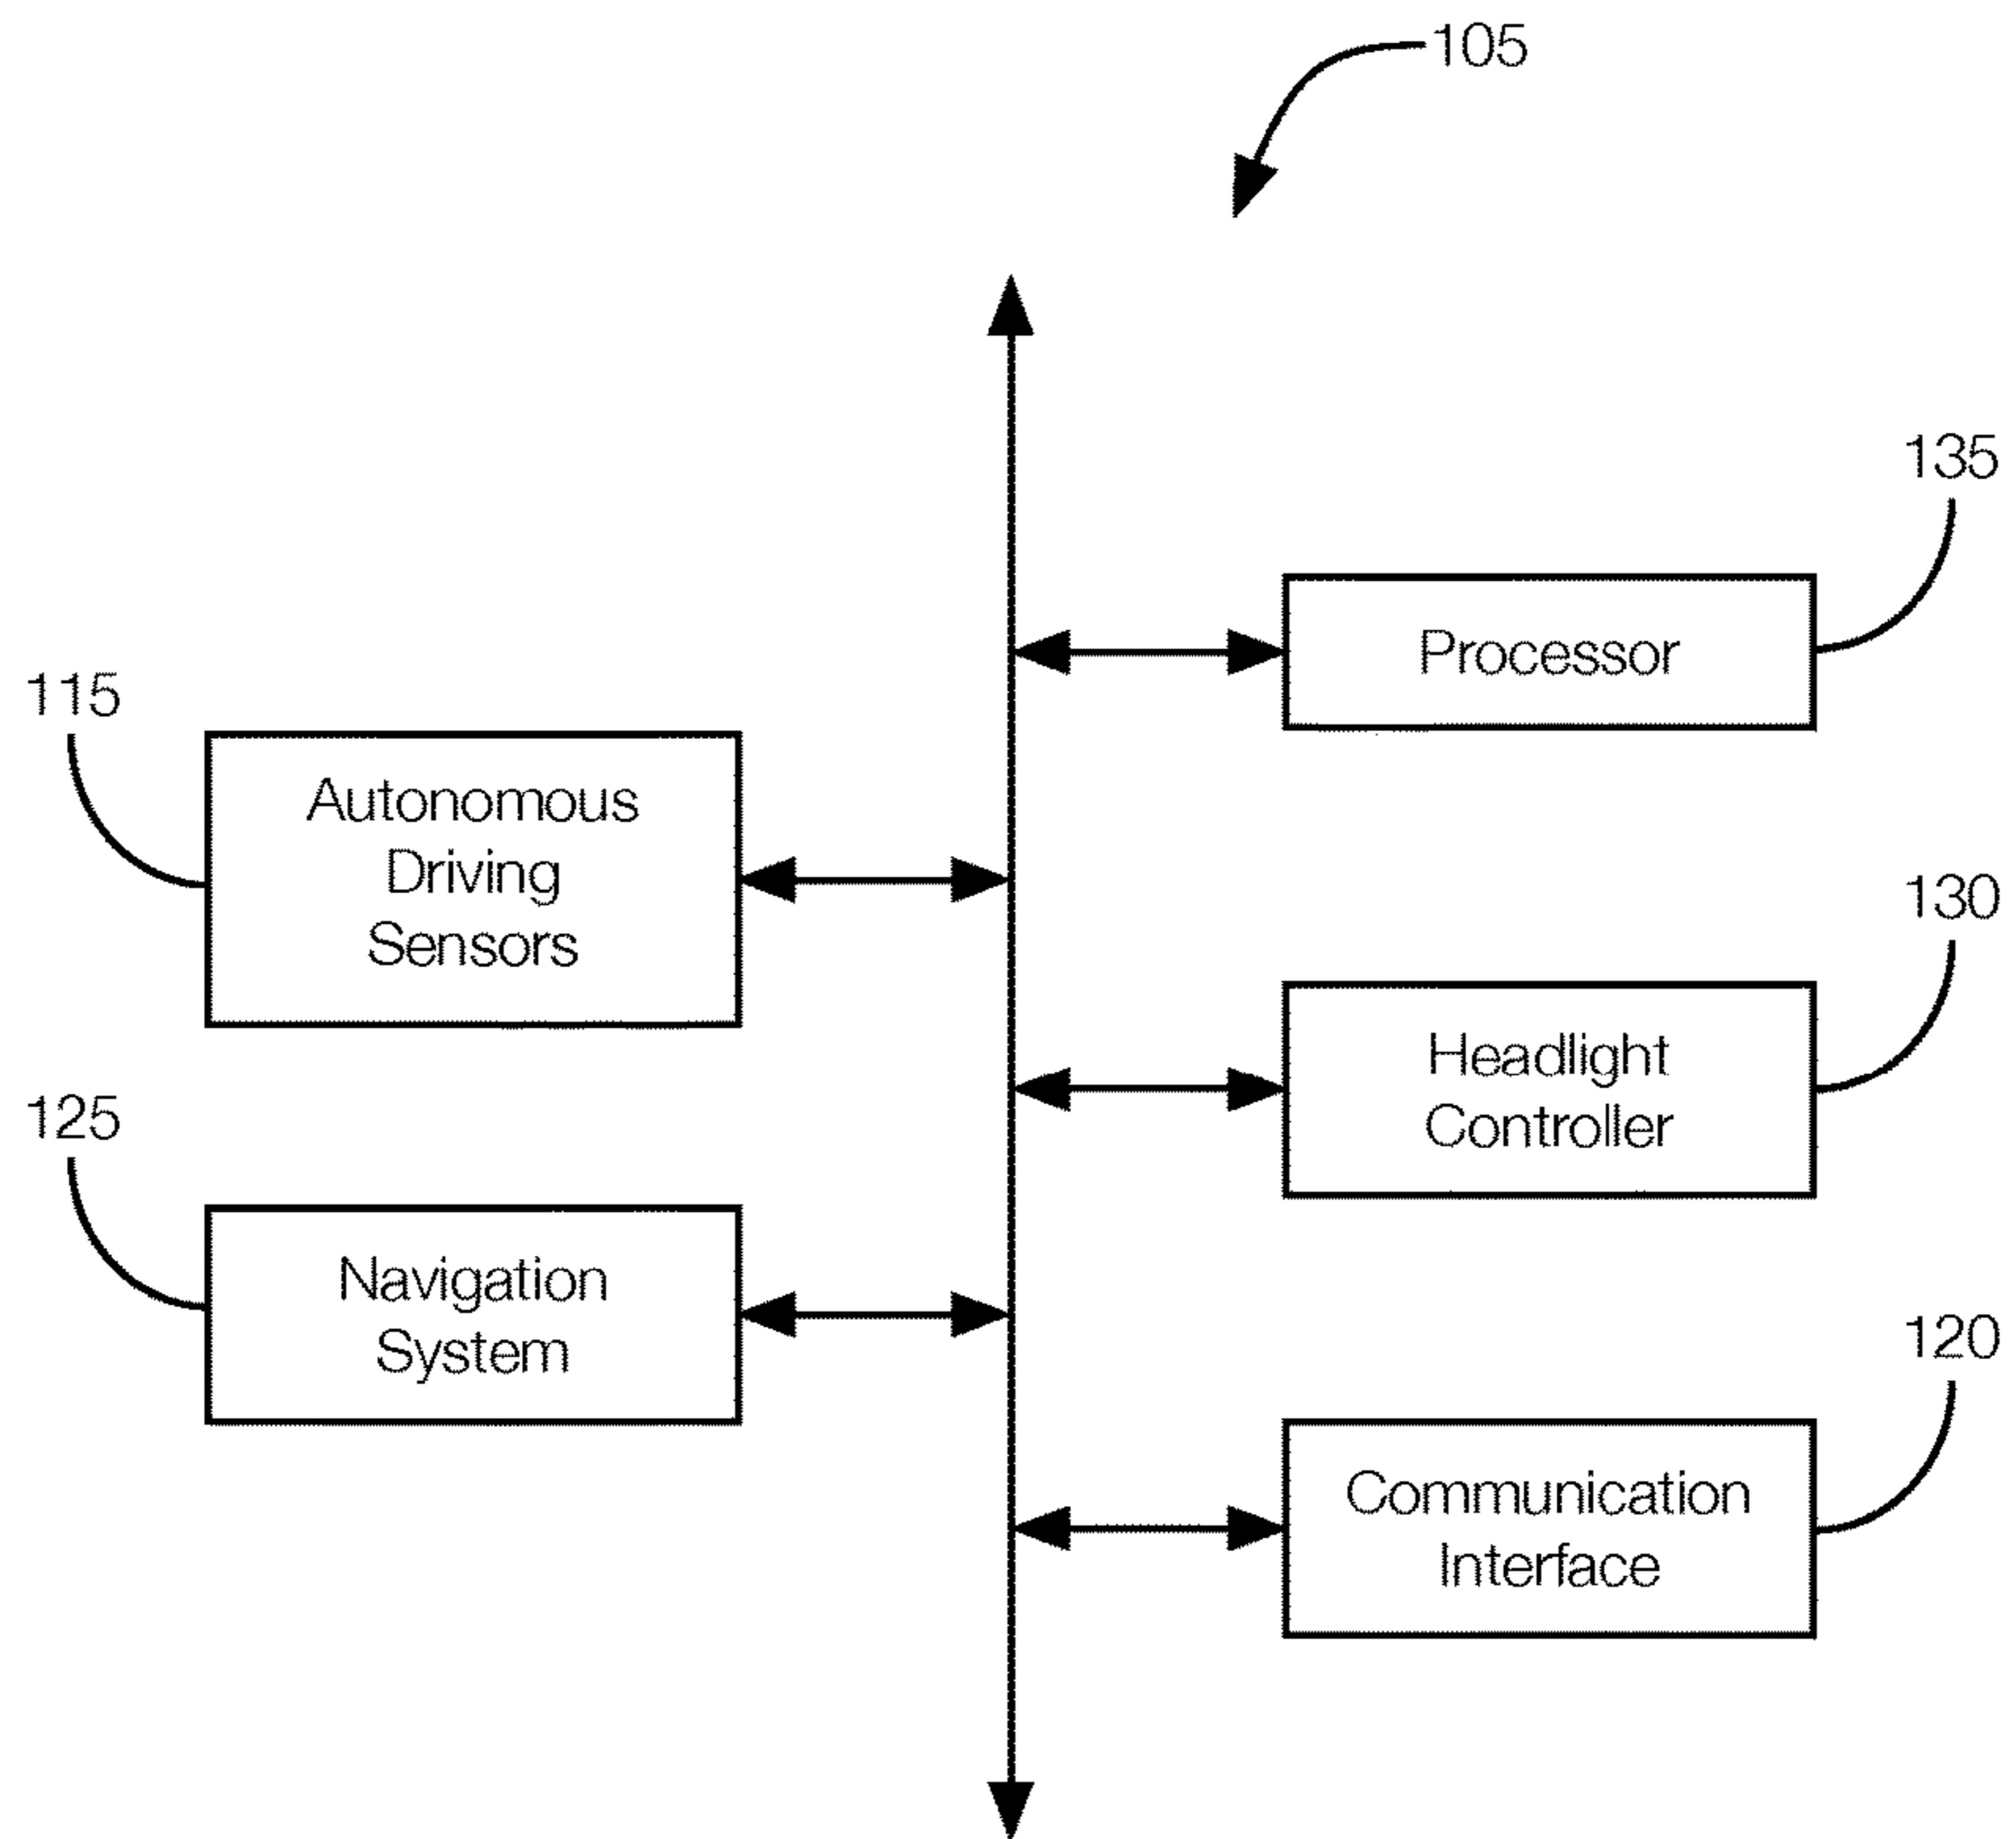 105
135
Processor
115
Autonomous
Driving
Sensors
130
Headlight
Controller
125
Navigation
System
120
Communication
Interface